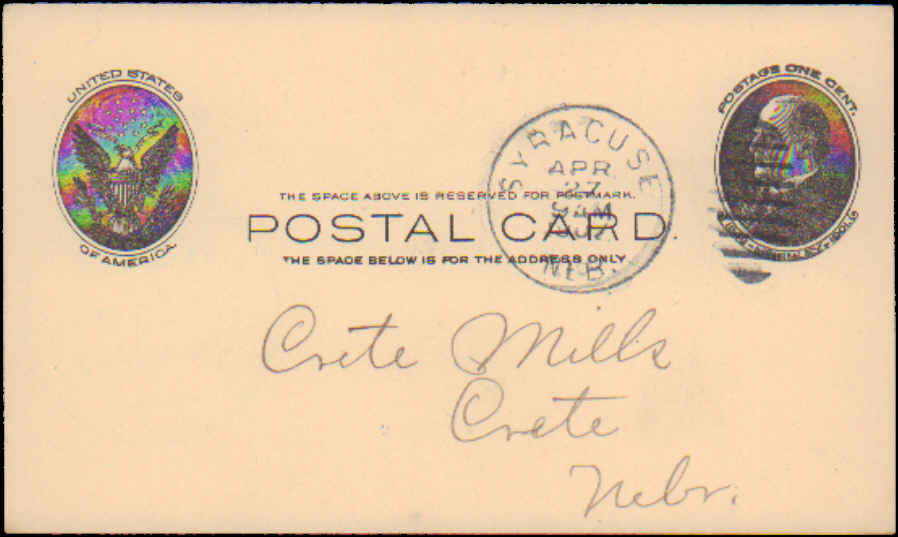 UNITED STATES
OF AMERICA.
POSTAGE ONE CENT.
SYRACUSE
APR
27
NEB.
THE SPACE ABOVE IS RESERVED FOR POSTMARK.
POSTAL CARD.
THE SPACE BELOW IS FOR THE ADDRESS ONLY
Crete Mills
Crete
Nebr.